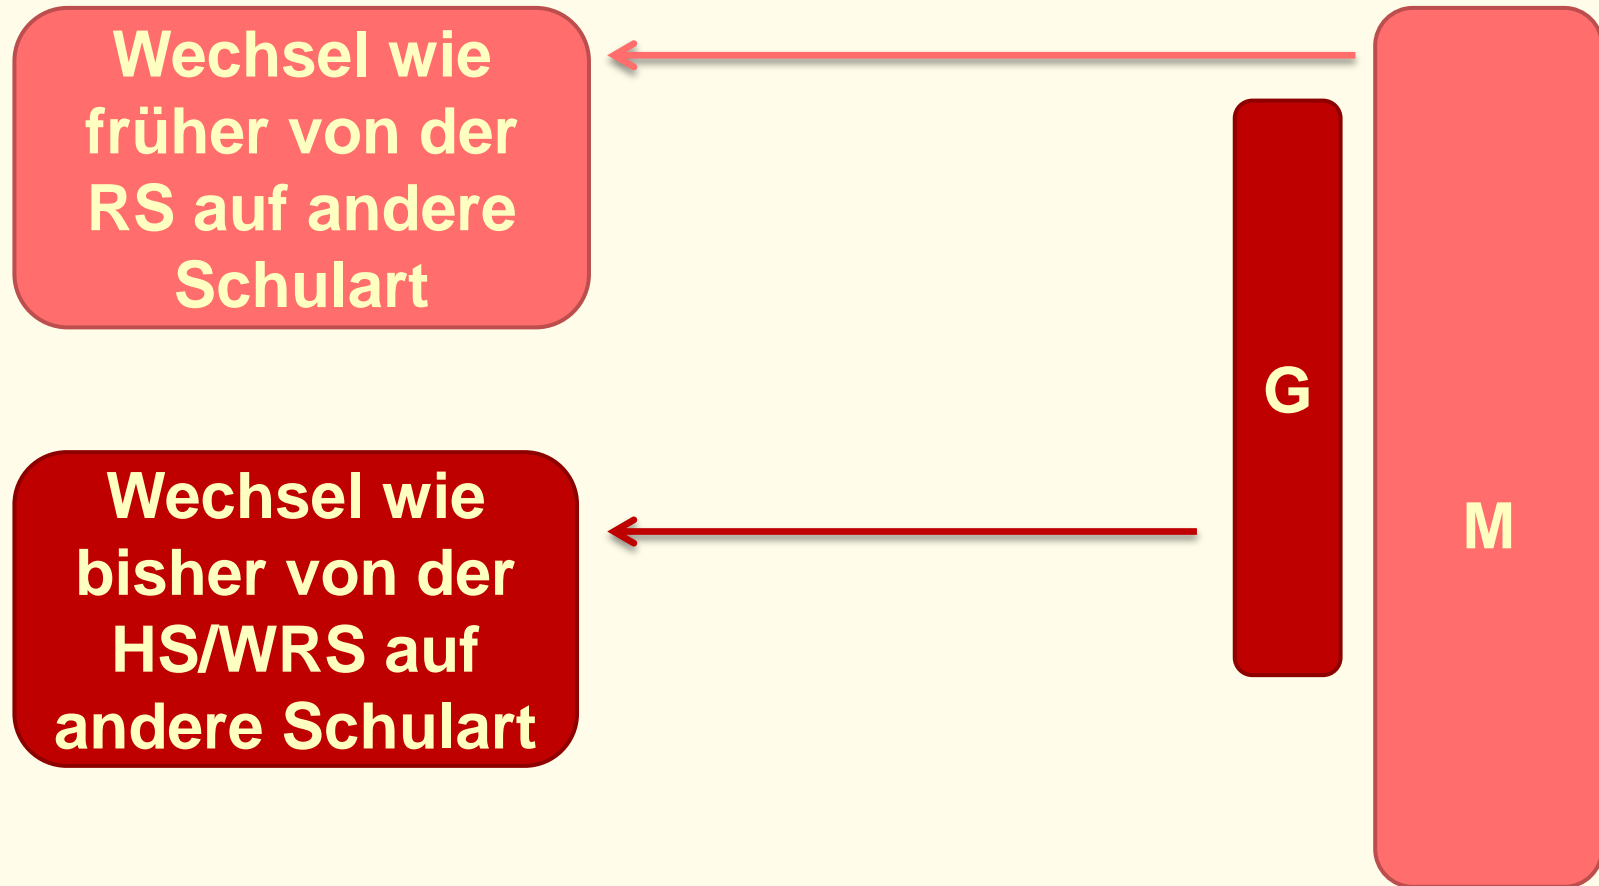 Wechsel wie
früher von der
RS auf andere
Schulart
G
M
Wechsel wie
bisher von der
HS/WRS auf
andere Schulart